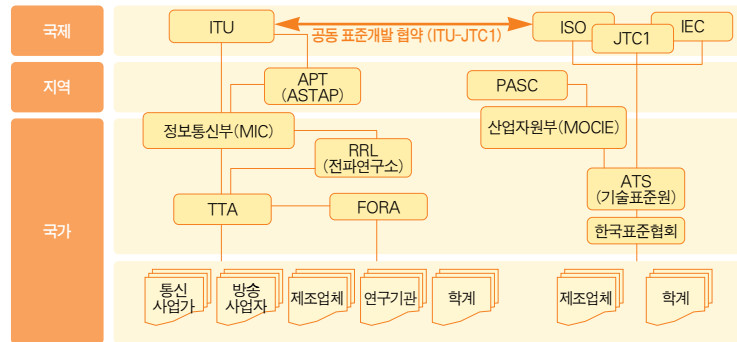 국제
ITU
공동 표준개발 협약 (ITU-JTC1)
ISO
JTC1
IEC
지역
APT
(ASTAP)
PASC
국가
정보통신부(MIC)
산업자원부(MOCIE)
RRL
(전파연구소)
ATS
(기술표준원)
TTA
FORA
한국표준협회
통신
사업가
방송
사업자
제조업체
연구기관
학계
제조업체
학계